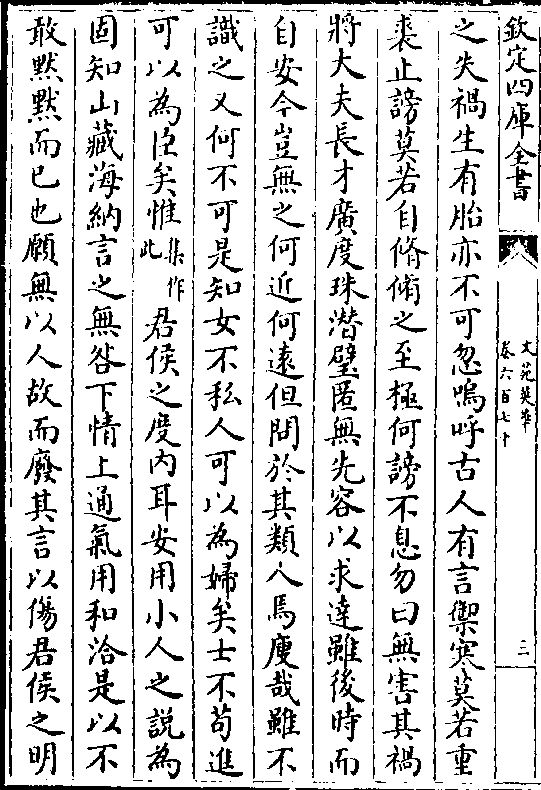 欽定四庫全書
文苑英華
卷六百七十
三
之失禍生有胎亦不可忽嗚呼古人有言禦寒莫若重
裘止謗莫若自脩脩之至極何謗不息勿曰無害其禍
將大夫長才廣度珠潛璧匿無先容以求達雖後時而
自安今豈無之何近何遠但問於其類人焉廋哉雖不
識之又何不可是知女不私人可以為婦矣士不苟進
可以為臣矣惟集作此君侯之度内耳安用小人之説為
固知山藏海納言之無咎下情上通氣用和洽是以不
敢黙黙而已也願無以人故而廢其言以傷君侯之明